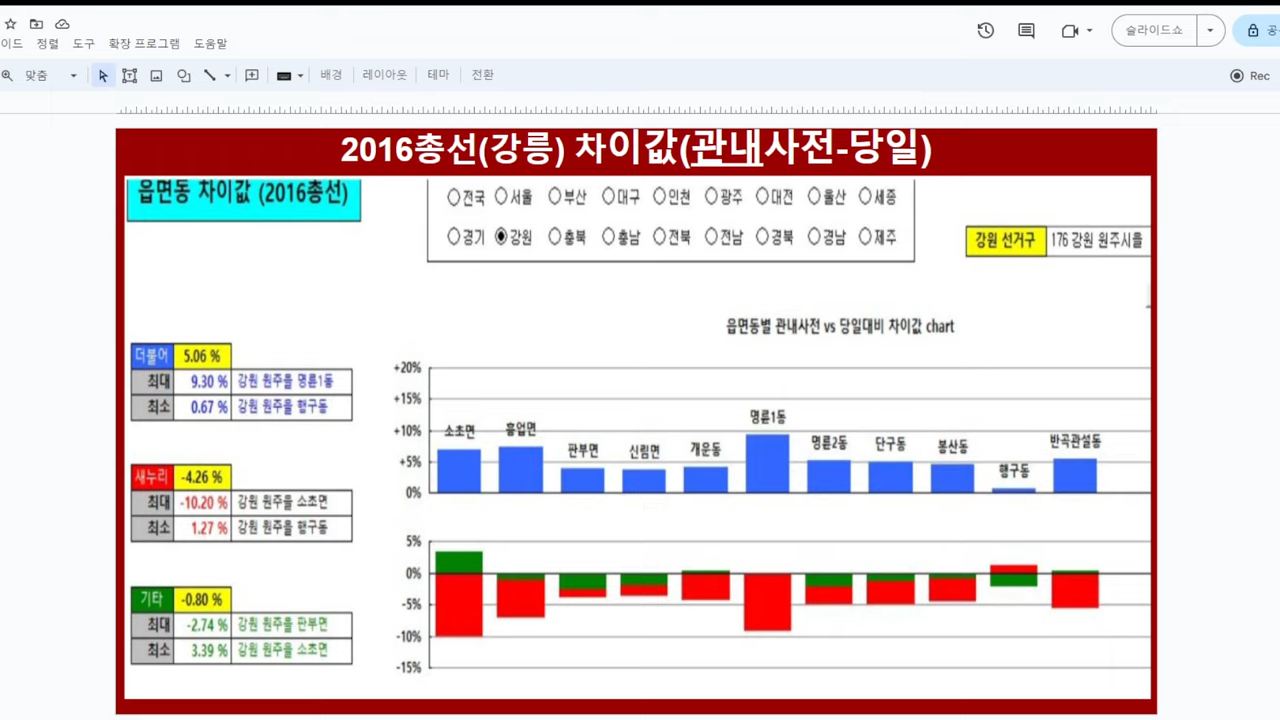 이드 정렬 도구 확장 프로그램 도움말
슬라이드쇼
맞춤 배경 레이아웃 테마 전환 Rec
2016총선(강릉) 차이값(관내사전-당일)
읍면동 차이값 (2016총선)
전국 서울 부산 대구 인천 광주 대전 울산 세종
경기 강원 충북 충남 전북 전남 경북 경남 제주
강원 선거구 176 강원 원주시을
읍면동별 관내사전 vs 당일대비 차이값 chart
더불어 5.06 %
최대 9.30 % 강원 원주을 명륜1동
최소 0.67 % 강원 원주을 행구동
새누리 -4.26 %
최대 -10.20 % 강원 원주을 소초면
최소 1.27 % 강원 원주을 행구동
기타 -0.80 %
최대 -2.74 % 강원 원주을 판부면
최소 3.39 % 강원 원주을 소초면
+20%
+15%
+10%
+5%
0%
소초면 흥업면 판부면 신림면 개운동 명륜1동 명륜2동 단구동 봉산동 행구동 반곡관설동
5%
0%
-5%
-10%
-15%